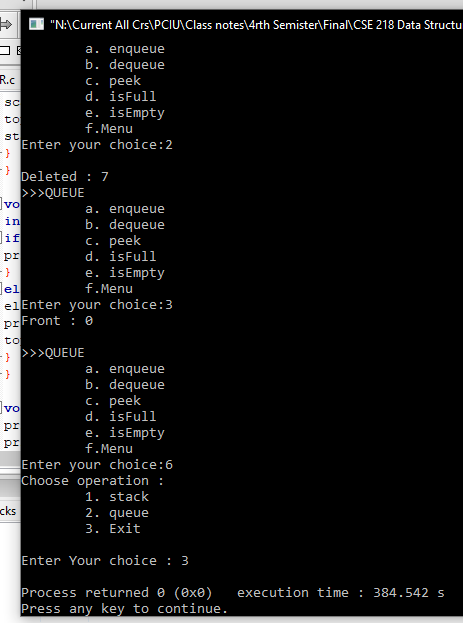 "N:\Current All Crs\PCIU\Class notes\4rth Semister\Final\CSE 218 Data Structu
a. enqueue
b. dequeue
c. peek
d. isFull
e. isEmpty
f.Menu
Enter your choice:2
Deleted : 7
>>>QUEUE
a. enqueue
b. dequeue
c. peek
d. isFull
e. isEmpty
f.Menu
Enter your choice:3
Front : 0
>>>QUEUE
a. enqueue
b. dequeue
c. peek
d. isFull
e. isEmpty
f.Menu
Enter your choice:6
Choose operation :
1. stack
2. queue
3. Exit
Enter Your choice : 3
Process returned 0 (0x0)   execution time : 384.542 s
Press any key to continue.
R.c
sc
to
st
}
}
vo
in
if
pr
}
el
el
pr
to
}
}
vo
pr
pr
cks